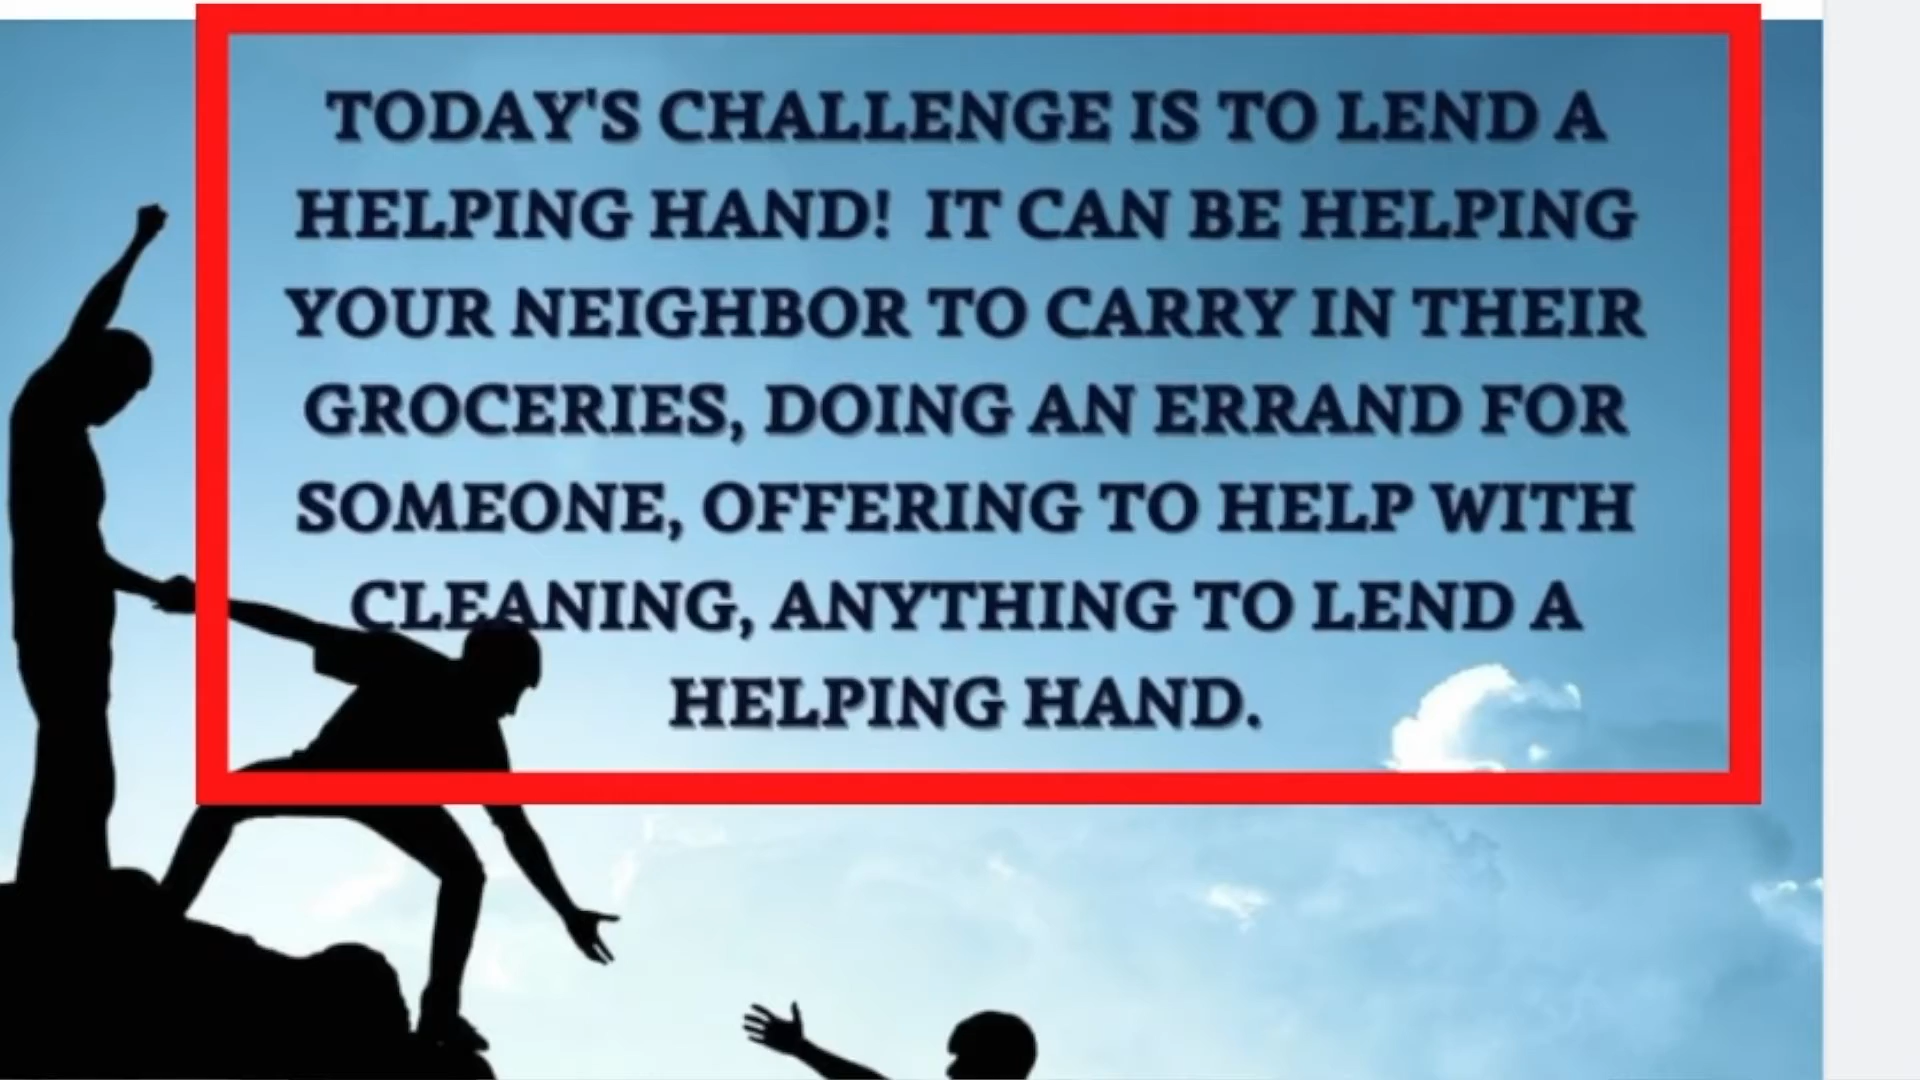 TODAY'S CHALLENGE IS TO LEND A
HELPING HAND! IT CAN BE HELPING
YOUR NEIGHBOR TO CARRY IN THEIR
GROCERIES, DOING AN ERRAND FOR
SOMEONE, OFFERING TO HELP WITH
CLEANING, ANYTHING TO LEND A
HELPING HAND.